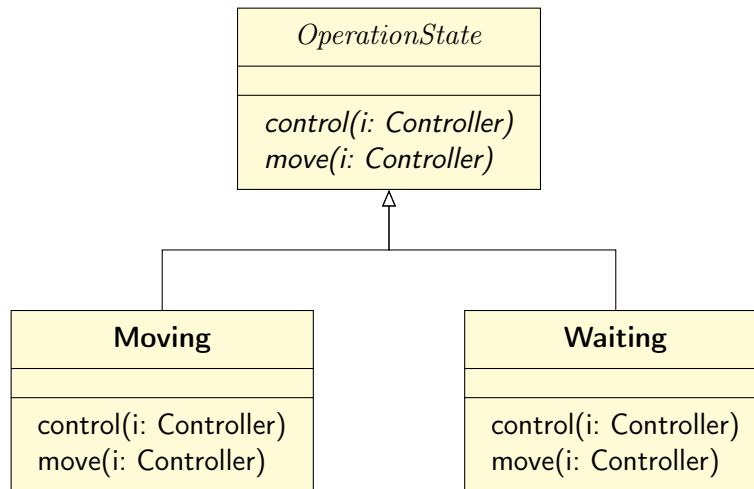 OperationState
control(i: Controller)
move(i: Controller)
Moving
control(i: Controller)
move(i: Controller)
Waiting
control(i: Controller)
move(i: Controller)